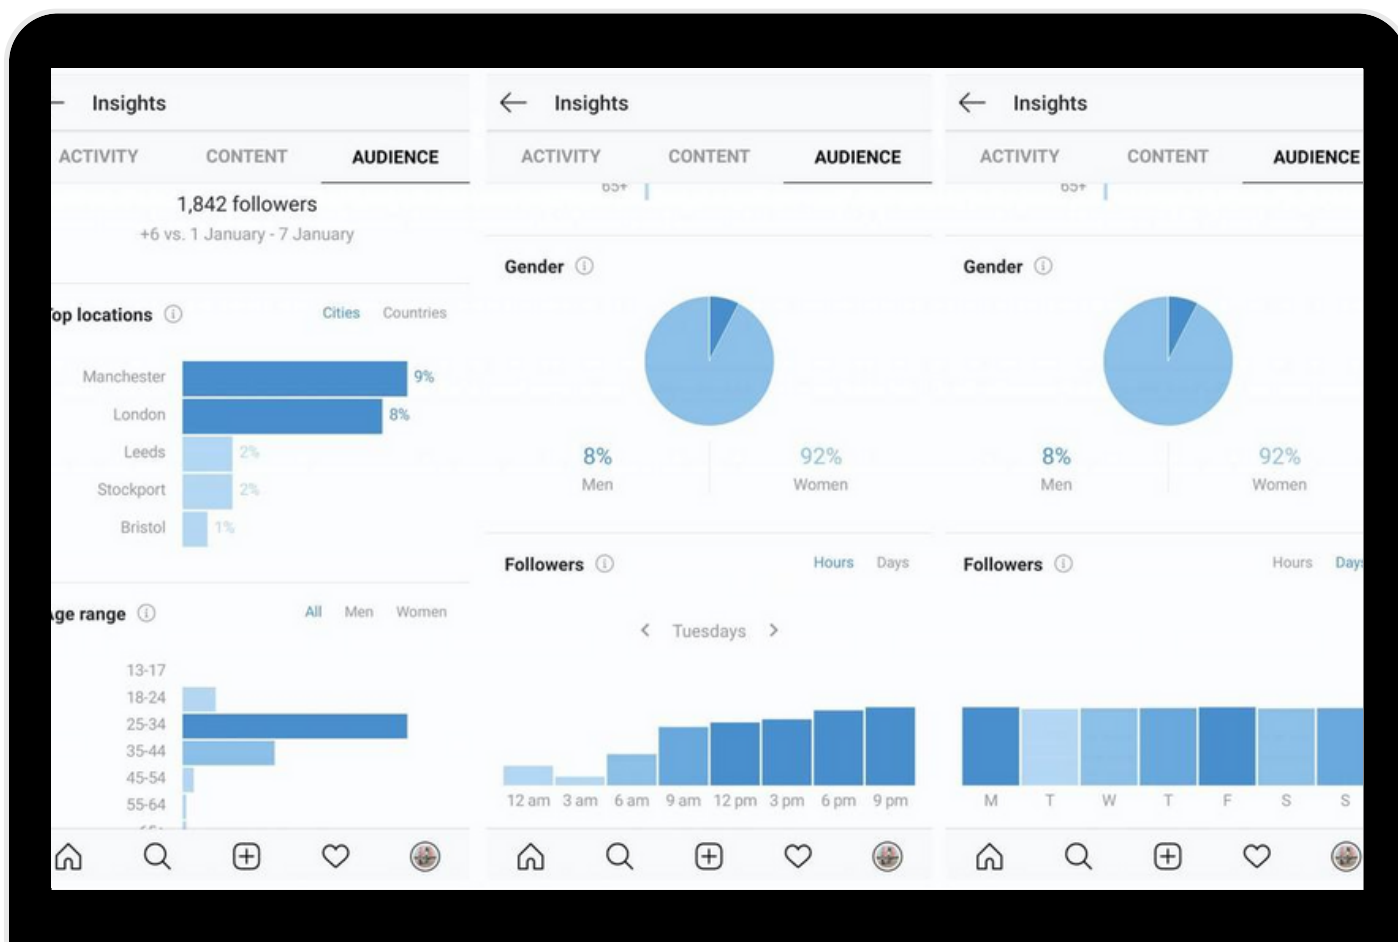 Insights
ACTIVITY CONTENT AUDIENCE
1,842 followers
+6 vs. 1 January - 7 January
Top locations Cities Countries
Manchester 9%
London 8%
Leeds 2%
Stockport 2%
Bristol 1%
Age range All Men Women
13-17
18-24
25-34
35-44
45-54
55-64
65+
Insights
ACTIVITY CONTENT AUDIENCE
65+
Gender
8% 92%
Men Women
Followers Hours Days
Tuesdays
12 am 3 am 6 am 9 am 12 pm 3 pm 6 pm 9 pm
Insights
ACTIVITY CONTENT AUDIENCE
65+
Gender
8% 92%
Men Women
Followers Hours Days
M T W T F S S